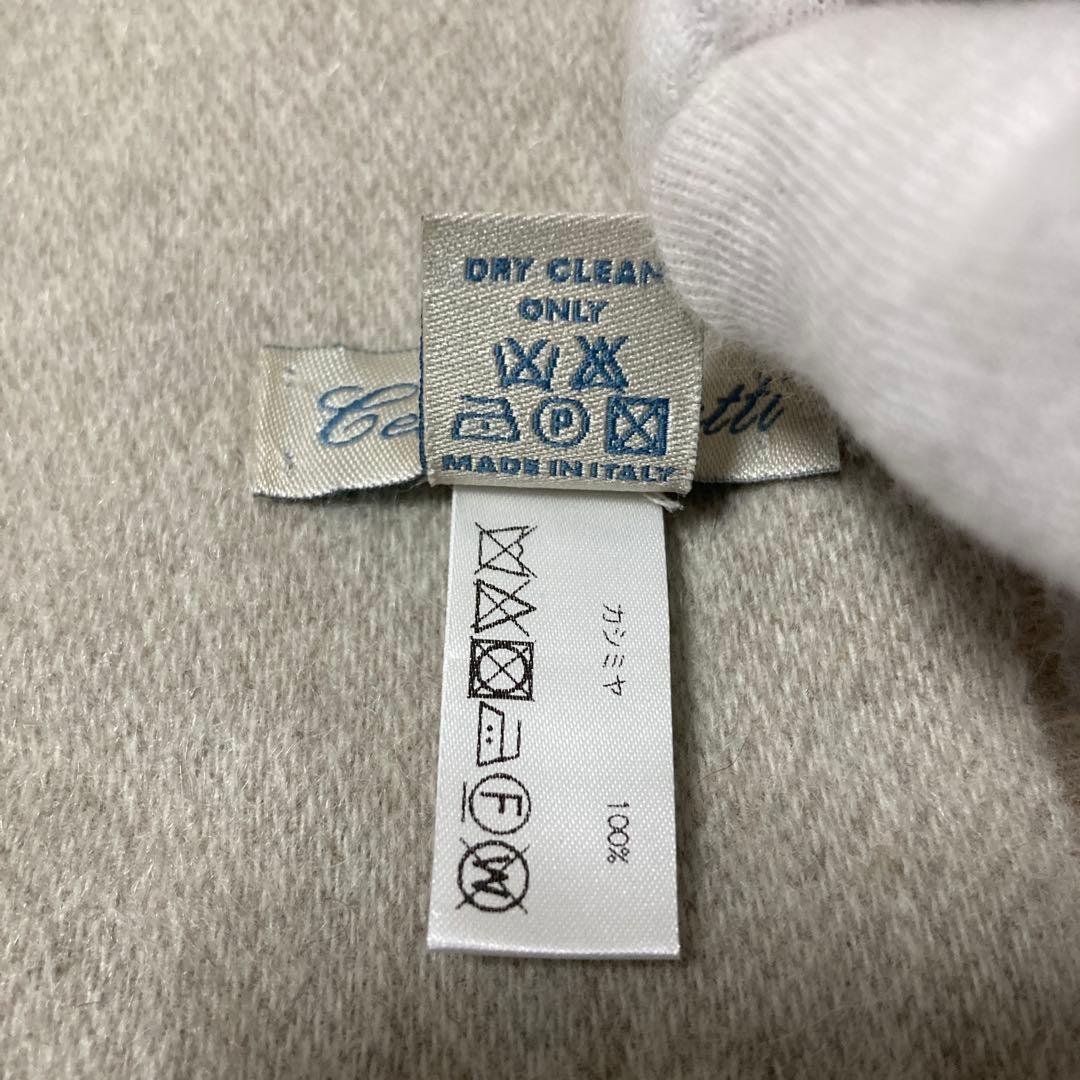 DRY CLEAN
ONLY
P
MADE IN ITALY
カシミヤ 100%
F
W